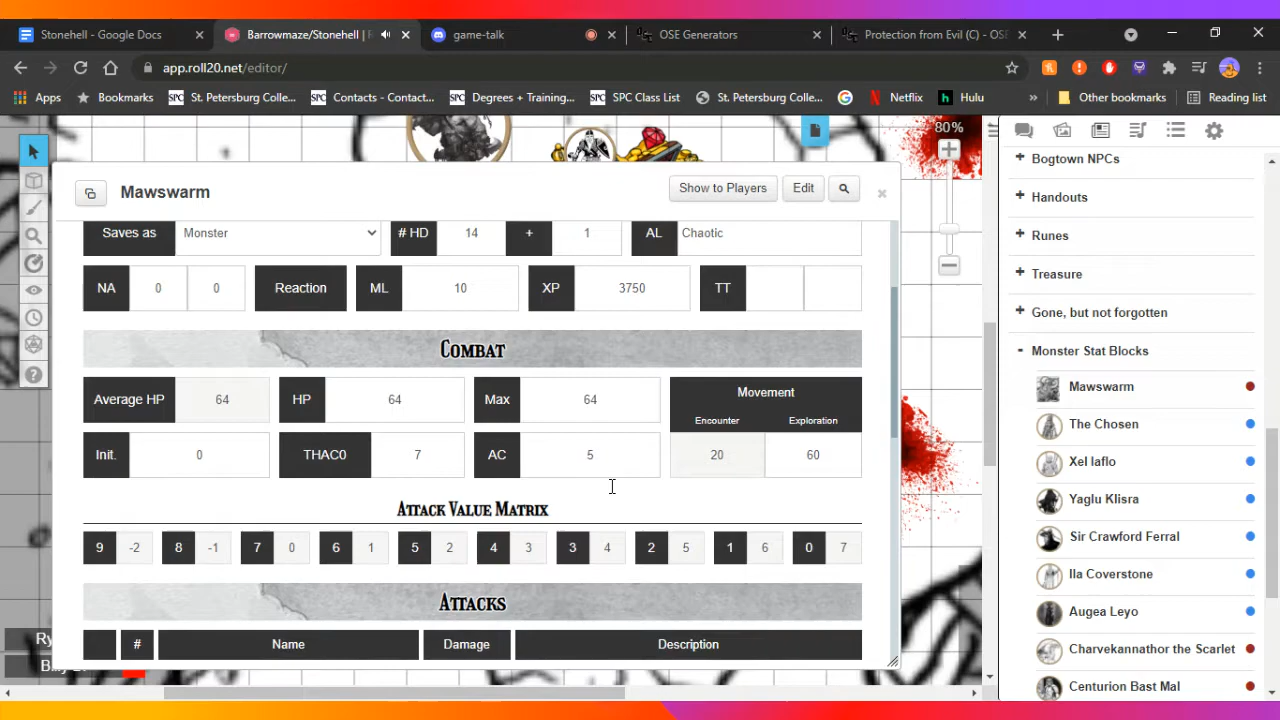 Stonehell - Google Docs
Barrowmaze/Stonehell |
game-talk
OSE Generators
Protection from Evil (C) - OSE
app.roll20.net/editor/
Apps
Bookmarks
St. Petersburg Colle...
Contacts - Contact...
Degrees + Training...
SPC Class List
St. Petersburg Colle...
Netflix
Hulu
»
Other bookmarks
Reading list
80%
Mawswarm
Show to Players
Edit
Saves as Monster # HD 14 + 1 AL Chaotic
NA 0 0 Reaction ML 10 XP 3750 TT
Combat
Average HP 64 HP 64 Max 64 Movement
Encounter Exploration
Init. 0 THAC0 7 AC 5 20 60
Attack Value Matrix
9 -2 8 -1 7 0 6 1 5 2 4 3 3 4 2 5 1 6 0 7
Attacks
# Name Damage Description
Bogtown NPCs
Handouts
Runes
Treasure
Gone, but not forgotten
Monster Stat Blocks
Mawswarm
The Chosen
Xel Iaflo
Yaglu Klisra
Sir Crawford Ferral
Ila Coverstone
Augea Leyo
Charvekannathor the Scarlet
Centurion Bast Mal